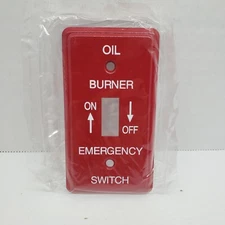 OIL
BURNER
ON
OFF
EMERGENCY
SWITCH